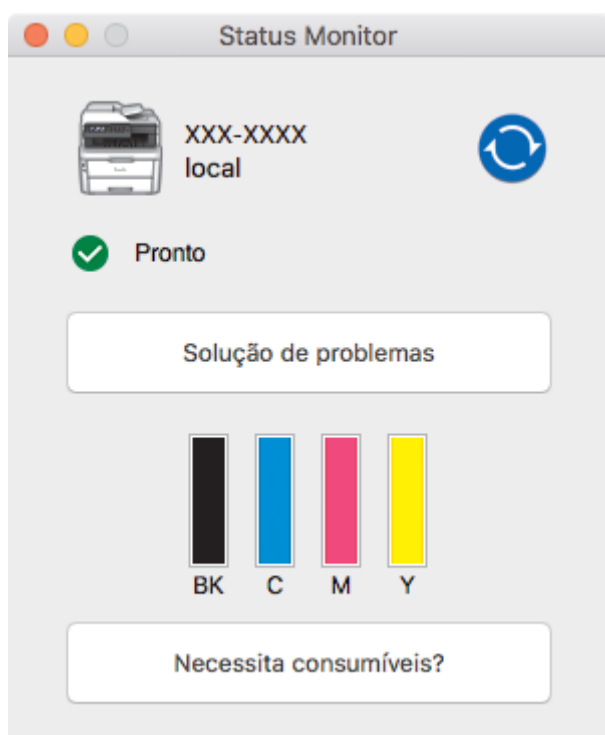 Status Monitor
XXX-XXXX
local
Pronto
Solução de problemas
BK C M Y
Necessita consumíveis?